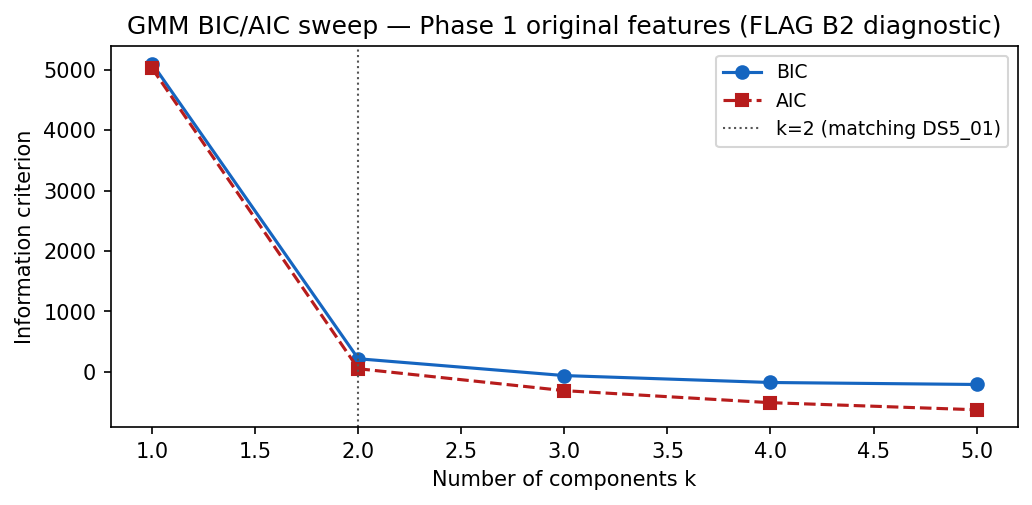 GMM BIC/AIC sweep — Phase 1 original features (FLAG B2 diagnostic)
BIC
AIC
k=2 (matching DS5_01)
Information criterion
5000
4000
3000
2000
1000
0
1.0 1.5 2.0 2.5 3.0 3.5 4.0 4.5 5.0
Number of components k